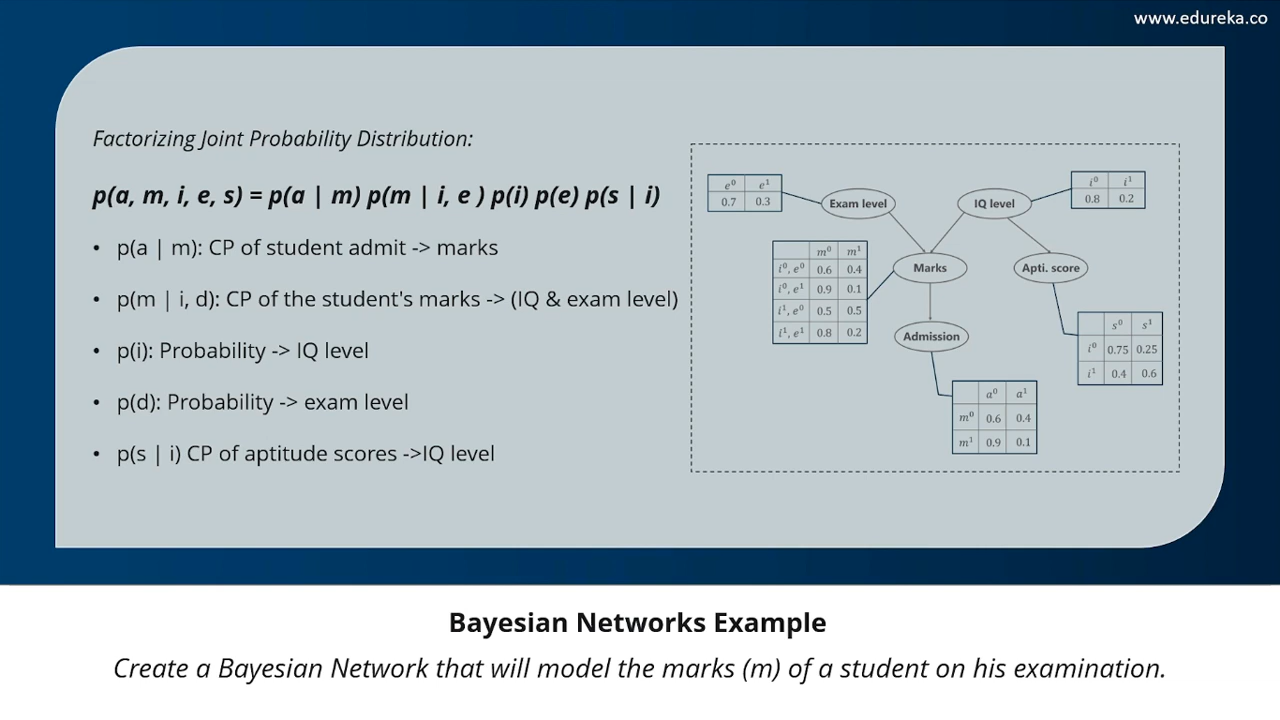 www.edureka.co
Factorizing Joint Probability Distribution:
p(a, m, i, e, s) = p(a | m) p(m | i, e ) p(i) p(e) p(s | i)
• p(a | m): CP of student admit -> marks
• p(m | i, d): CP of the student's marks -> (IQ & exam level)
• p(i): Probability -> IQ level
• p(d): Probability -> exam level
• p(s | i) CP of aptitude scores ->IQ level
e⁰ e¹
0.7 0.3
Exam level
IQ level
i⁰ i¹
0.8 0.2
m⁰ m¹
i⁰, e⁰ 0.6 0.4
i⁰, e¹ 0.9 0.1
i¹, e⁰ 0.5 0.5
i¹, e¹ 0.8 0.2
Marks
Apti. score
Admission
s⁰ s¹
i⁰ 0.75 0.25
i¹ 0.4 0.6
a⁰ a¹
m⁰ 0.6 0.4
m¹ 0.9 0.1
Bayesian Networks Example
Create a Bayesian Network that will model the marks (m) of a student on his examination.